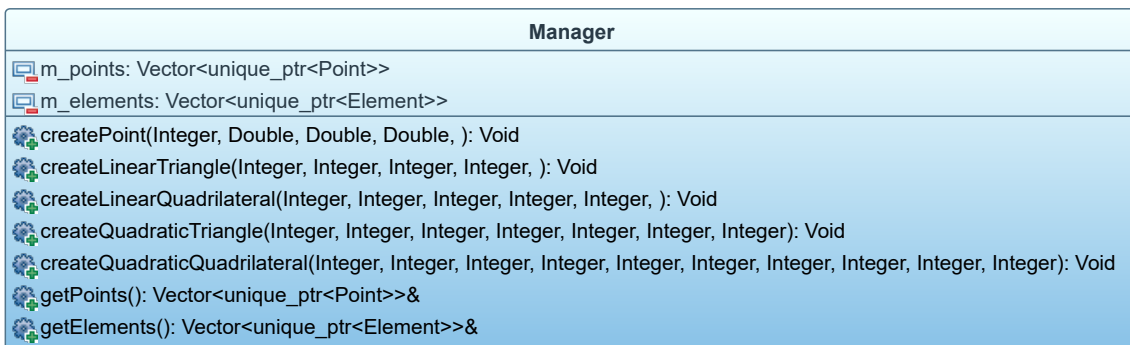 Manager
m_points: Vector<unique_ptr<Point>>
m_elements: Vector<unique_ptr<Element>>
createPoint(Integer, Double, Double, Double, ): Void
createLinearTriangle(Integer, Integer, Integer, Integer, ): Void
createLinearQuadrilateral(Integer, Integer, Integer, Integer, Integer, ): Void
createQuadraticTriangle(Integer, Integer, Integer, Integer, Integer, Integer, Integer): Void
createQuadraticQuadrilateral(Integer, Integer, Integer, Integer, Integer, Integer, Integer, Integer, Integer, Integer): Void
getPoints(): Vector<unique_ptr<Point>>&
getElements(): Vector<unique_ptr<Element>>&